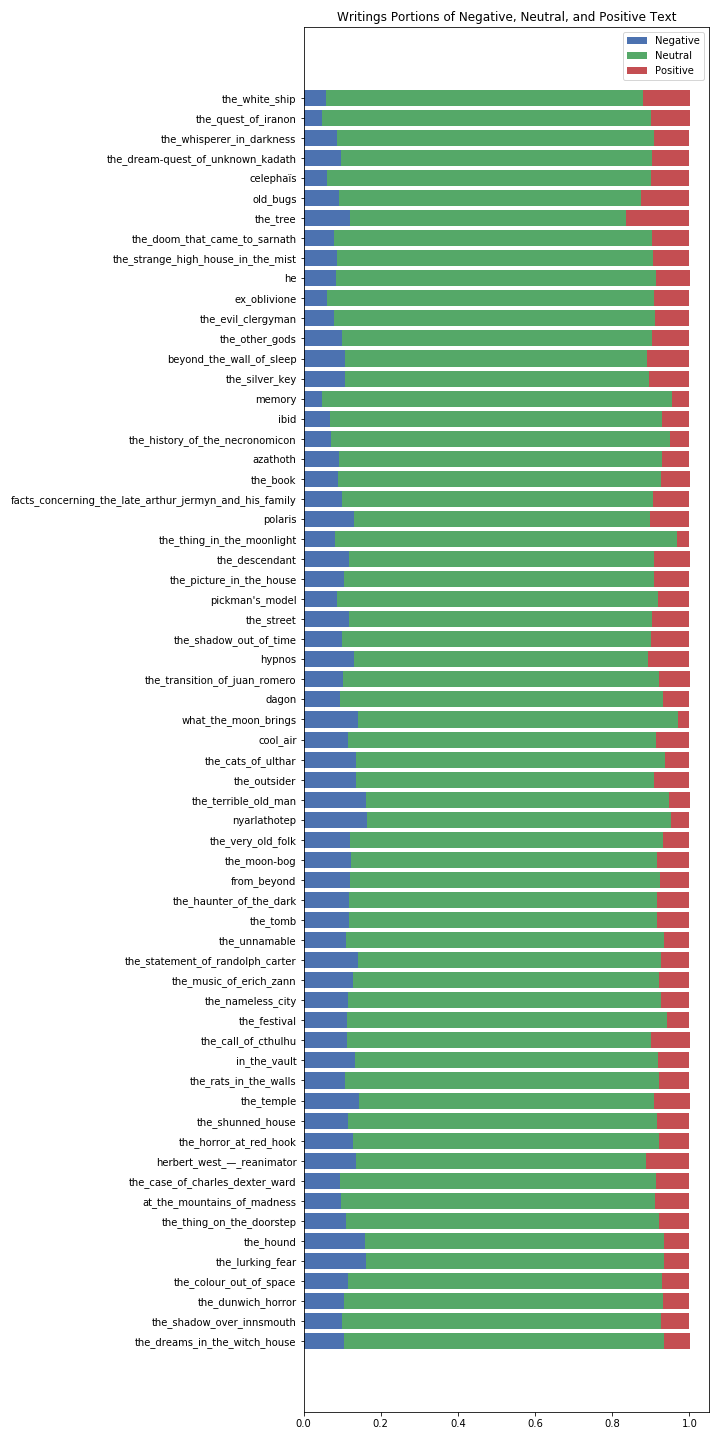 Writings Portions of Negative, Neutral, and Positive Text
Negative
Neutral
Positive
the_white_ship
the_quest_of_iranon
the_whisperer_in_darkness
the_dream-quest_of_unknown_kadath
celephaïs
old_bugs
the_tree
the_doom_that_came_to_sarnath
the_strange_high_house_in_the_mist
he
ex_oblivione
the_evil_clergyman
the_other_gods
beyond_the_wall_of_sleep
the_silver_key
memory
ibid
the_history_of_the_necronomicon
azathoth
the_book
facts_concerning_the_late_arthur_jermyn_and_his_family
polaris
the_thing_in_the_moonlight
the_descendant
the_picture_in_the_house
pickman's_model
the_street
the_shadow_out_of_time
hypnos
the_transition_of_juan_romero
dagon
what_the_moon_brings
cool_air
the_cats_of_ulthar
the_outsider
the_terrible_old_man
nyarlathotep
the_very_old_folk
the_moon-bog
from_beyond
the_haunter_of_the_dark
the_tomb
the_unnamable
the_statement_of_randolph_carter
the_music_of_erich_zann
the_nameless_city
the_festival
the_call_of_cthulhu
in_the_vault
the_rats_in_the_walls
the_temple
the_shunned_house
the_horror_at_red_hook
herbert_west_—_reanimator
the_case_of_charles_dexter_ward
at_the_mountains_of_madness
the_thing_on_the_doorstep
the_hound
the_lurking_fear
the_colour_out_of_space
the_dunwich_horror
the_shadow_over_innsmouth
the_dreams_in_the_witch_house
0.0 0.2 0.4 0.6 0.8 1.0